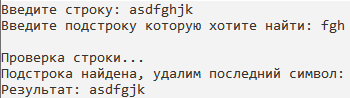 Введите строку: asdfghjk
Введите подстроку которую хотите найти: fgh
Проверка строки...
Подстрока найдена, удалим последний символ:
Результат: asdfgjk